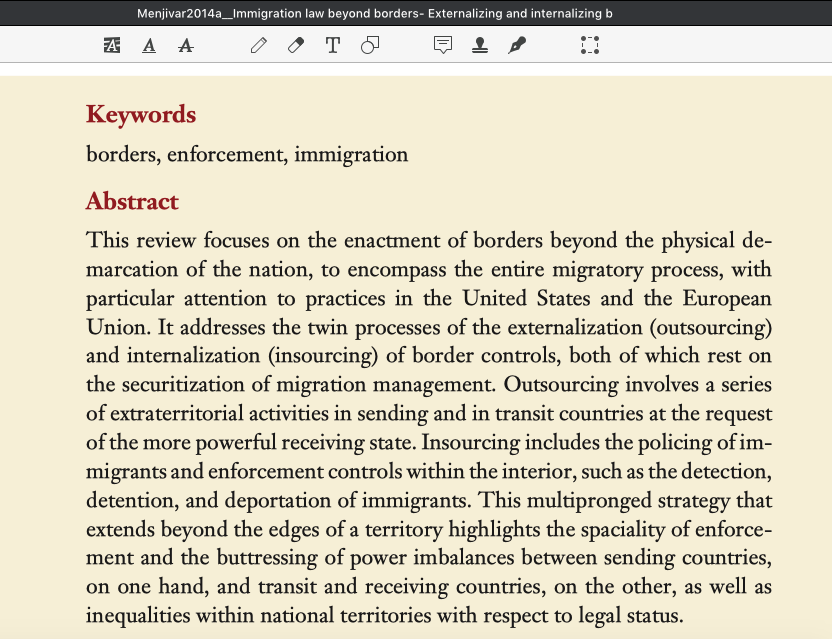 Menjivar2014a__Immigration law beyond borders- Externalizing and internalizing b
Keywords
borders, enforcement, immigration
Abstract
This review focuses on the enactment of borders beyond the physical de-
marcation of the nation, to encompass the entire migratory process, with
particular attention to practices in the United States and the European
Union. It addresses the twin processes of the externalization (outsourcing)
and internalization (insourcing) of border controls, both of which rest on
the securitization of migration management. Outsourcing involves a series
of extraterritorial activities in sending and in transit countries at the request
of the more powerful receiving state. Insourcing includes the policing of im-
migrants and enforcement controls within the interior, such as the detection,
detention, and deportation of immigrants. This multipronged strategy that
extends beyond the edges of a territory highlights the spaciality of enforce-
ment and the buttressing of power imbalances between sending countries,
on one hand, and transit and receiving countries, on the other, as well as
inequalities within national territories with respect to legal status.